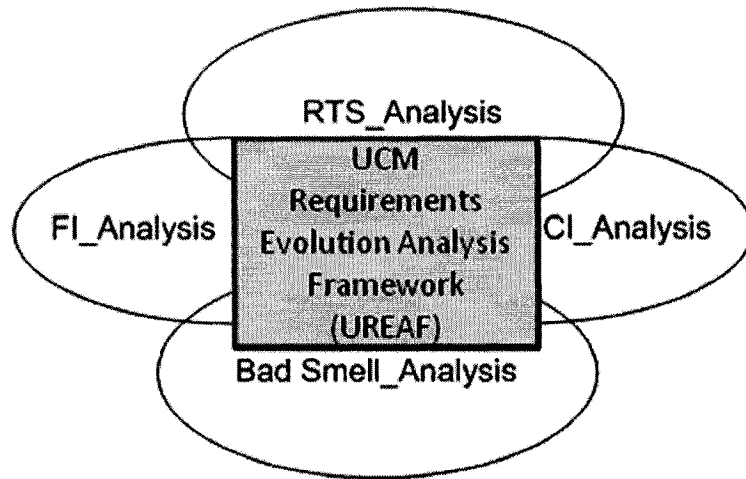 RTS_Analysis
UCM
Requirements
Evolution Analysis
Framework
(UREAF)
FI_Analysis
CI_Analysis
Bad Smell_Analysis